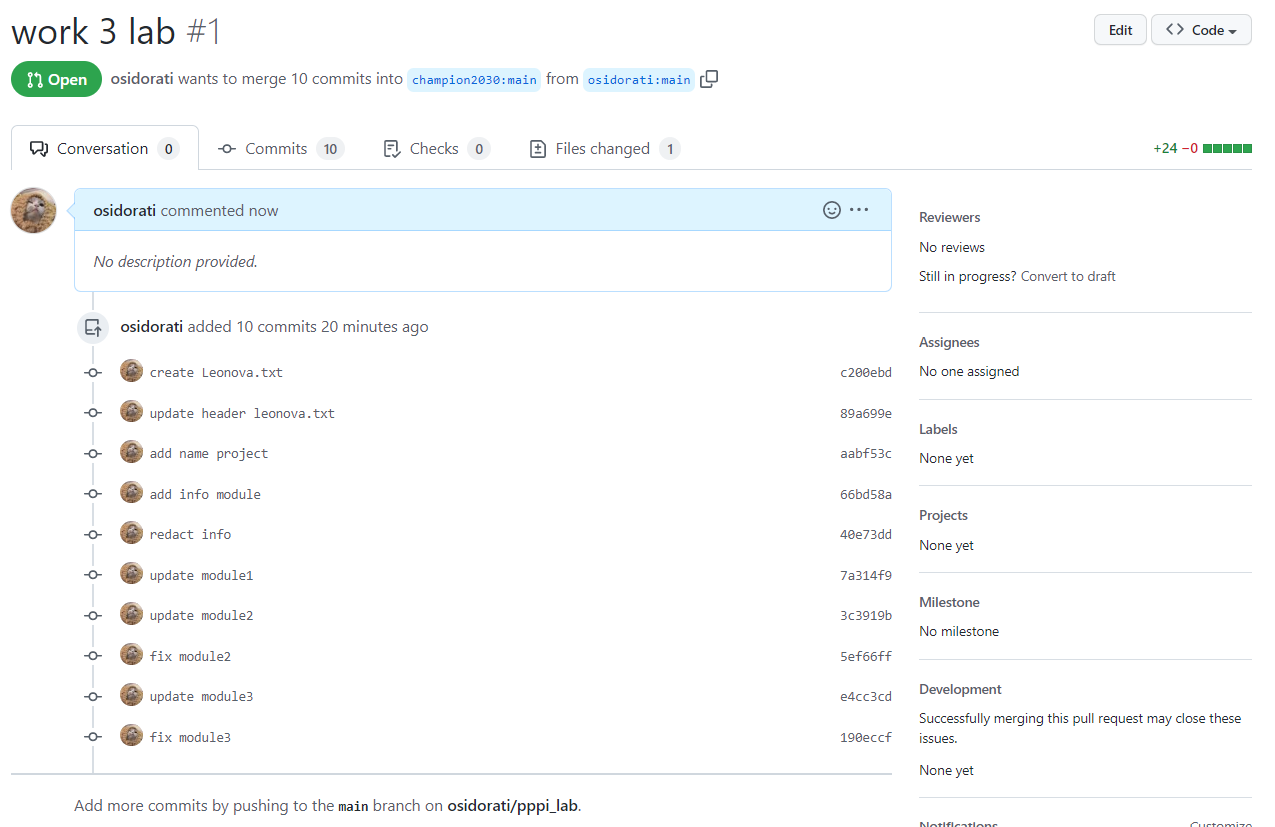 work 3 lab #1
Edit
<> Code
Open
osidorati wants to merge 10 commits into champion2030:main from osidorati:main
Conversation 0
Commits 10
Checks 0
Files changed 1
+24 −0
osidorati commented now
No description provided.
osidorati added 10 commits 20 minutes ago
create Leonova.txt c200ebd
update header leonova.txt 89a699e
add name project aabf53c
add info module 66bd58a
redact info 40e73dd
update module1 7a314f9
update module2 3c3919b
fix module2 5ef66ff
update module3 e4cc3cd
fix module3 190eccf
Add more commits by pushing to the main branch on osidorati/pppi_lab.
Reviewers
No reviews
Still in progress? Convert to draft
Assignees
No one assigned
Labels
None yet
Projects
None yet
Milestone
No milestone
Development
Successfully merging this pull request may close these
issues.
None yet
Notifications Customize